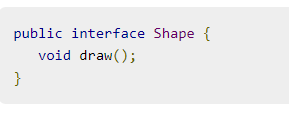 public interface Shape {
   void draw();
}